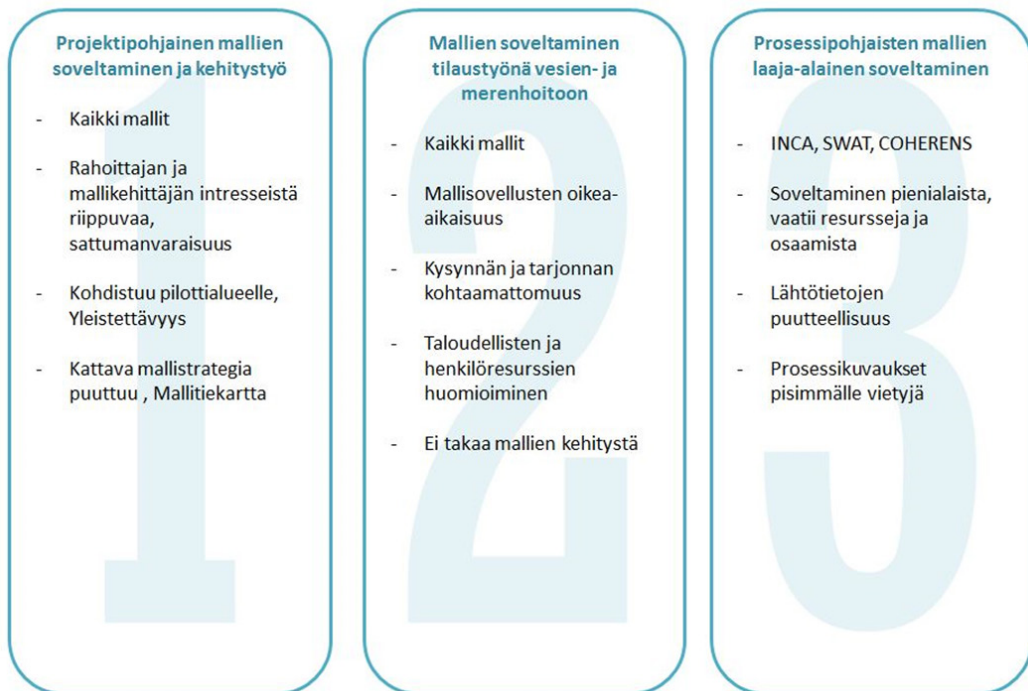 Projektipohjainen mallien
soveltaminen ja kehitystyö
- Kaikki mallit
- Rahoittajan ja
mallikehittäjän intresseistä
riippuvaa,
sattumanvaraisuus
- Kohdistuu pilottialueelle,
Yleistettävyys
- Kattava mallistrategia
puuttuu , Mallitiekartta
1
Mallien soveltaminen
tilaustyönä vesien- ja
merenhoitoon
- Kaikki mallit
- Mallisovellusten oikea-
aikaisuus
- Kysynnän ja tarjonnan
kohtaamattomuus
- Taloudellisten ja
henkilöresurssien
huomioiminen
- Ei takaa mallien kehitystä
2
Prosessipohjaisten mallien
laaja-alainen soveltaminen
- INCA, SWAT, COHERENS
- Soveltaminen pienialaista,
vaatii resursseja ja
osaamista
- Lähtötietojen
puutteellisuus
- Prosessikuvaukset
pisimmälle vietyjä
3